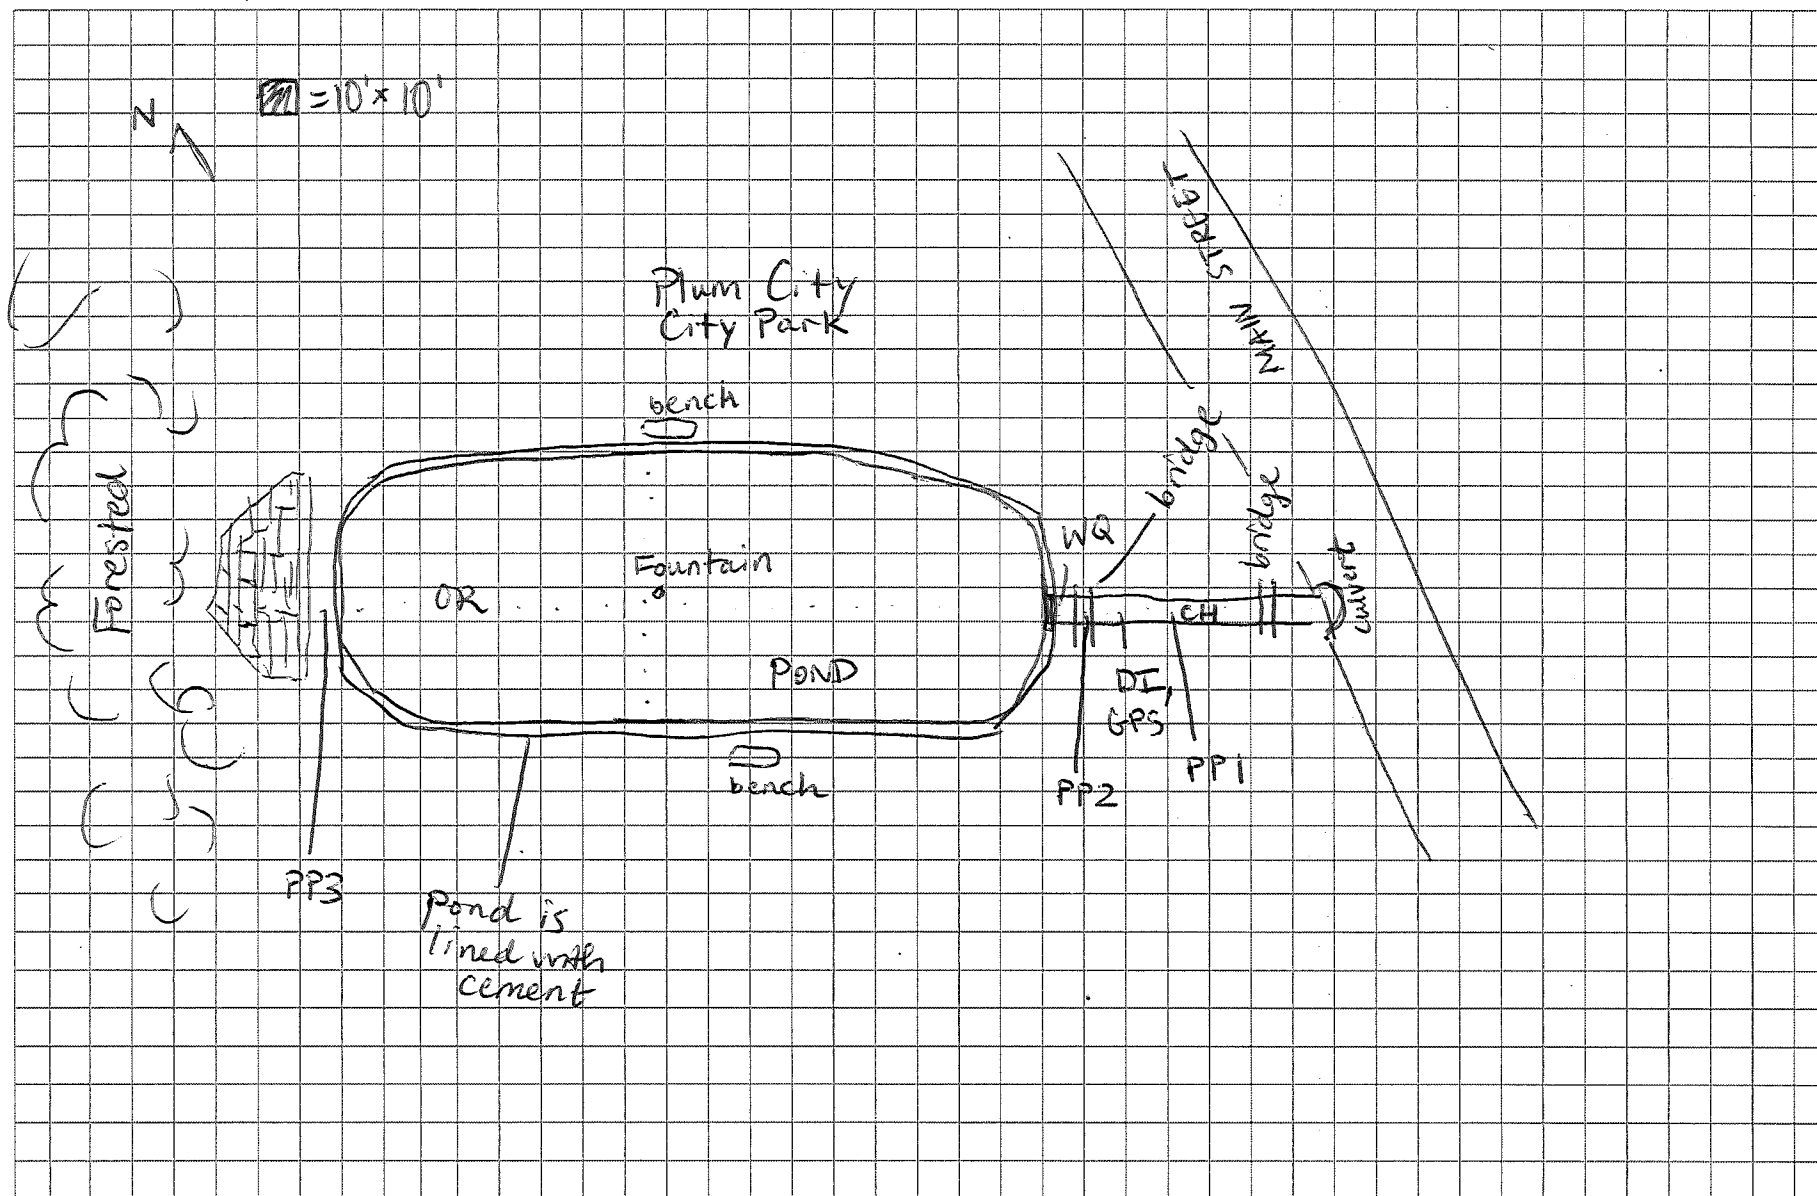 N
= 10' × 10'
MAIN STREET
Plum City
City Park
bench
bridge
bridge
Forested
WQ
Fountain
OR
CH
culvert
POND
DI,
GPS
PP1
bench
PP2
PP3
Pond is
lined with
cement